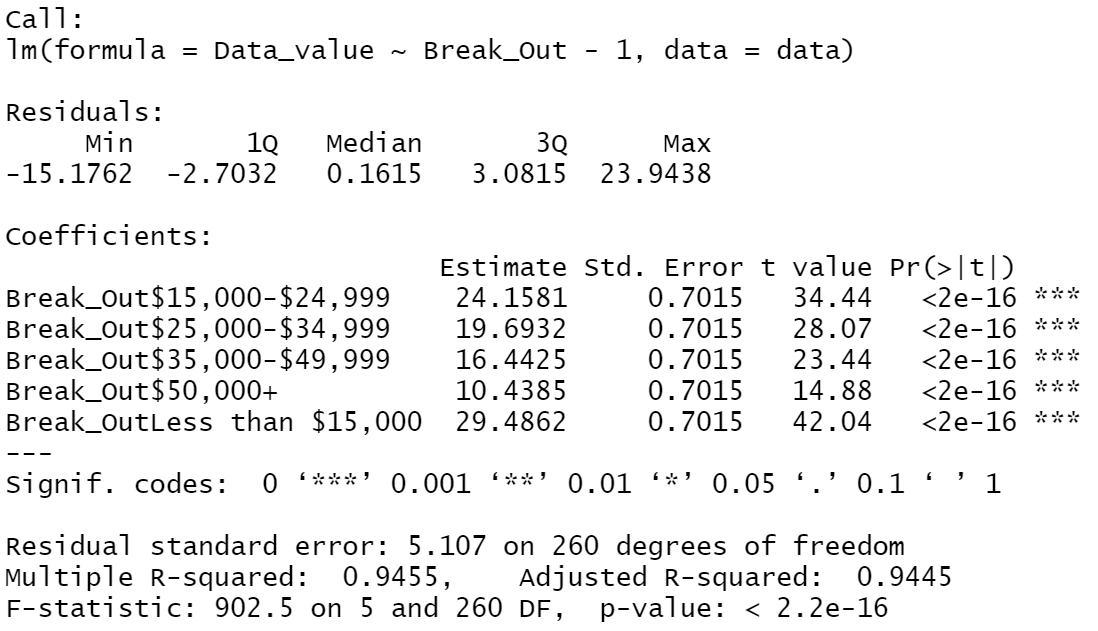 Call:
lm(formula = Data_value ~ Break_Out - 1, data = data)
Residuals:
Min 1Q Median 3Q Max
-15.1762 -2.7032 0.1615 3.0815 23.9438
Coefficients:
Estimate Std. Error t value Pr(>|t|)
Break_Out$15,000-$24,999 24.1581 0.7015 34.44 <2e-16 ***
Break_Out$25,000-$34,999 19.6932 0.7015 28.07 <2e-16 ***
Break_Out$35,000-$49,999 16.4425 0.7015 23.44 <2e-16 ***
Break_Out$50,000+ 10.4385 0.7015 14.88 <2e-16 ***
Break_OutLess than $15,000 29.4862 0.7015 42.04 <2e-16 ***
---
Signif. codes: 0 ‘***’ 0.001 ‘**’ 0.01 ‘*’ 0.05 ‘.’ 0.1 ‘ ’ 1
Residual standard error: 5.107 on 260 degrees of freedom
Multiple R-squared: 0.9455, Adjusted R-squared: 0.9445
F-statistic: 902.5 on 5 and 260 DF, p-value: < 2.2e-16